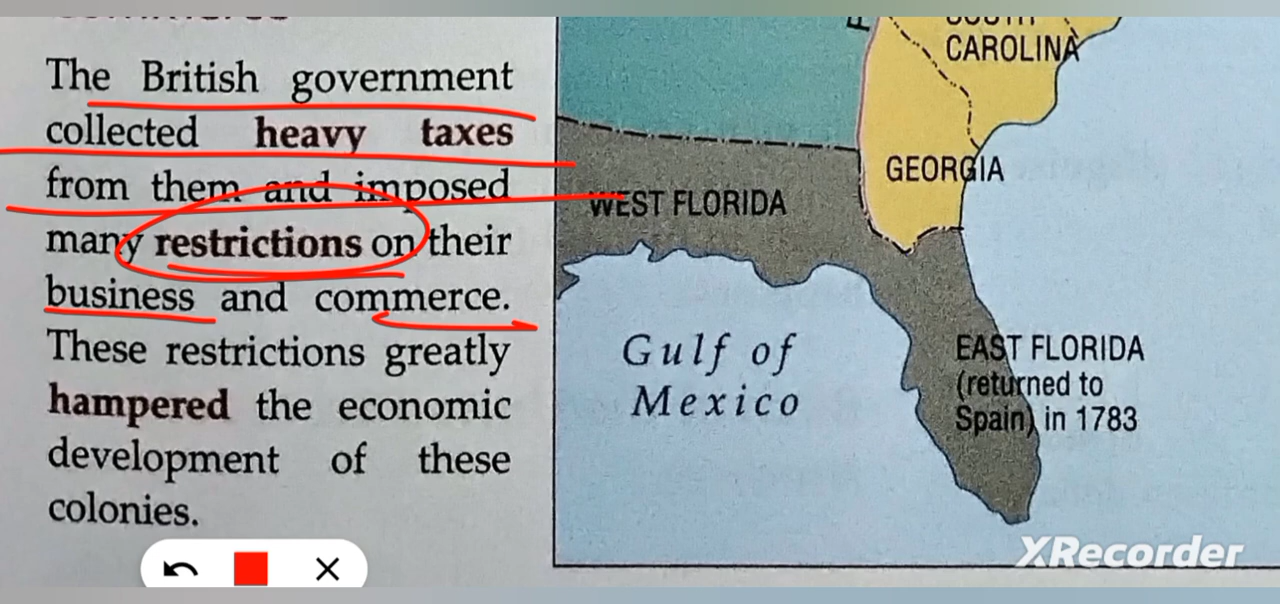 The British government
collected heavy taxes
from them and imposed
many restrictions on their
business and commerce.
These restrictions greatly
hampered the economic
development of these
colonies.
CAROLINA
GEORGIA
WEST FLORIDA
Gulf of
Mexico
EAST FLORIDA
(returned to
Spain) in 1783
XRecorder